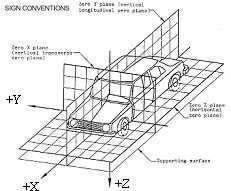 SIGN CONVENTIONS
Zero Y plane (vertical
longitudinal zero plane)
Zero X plane
(vertical transverse
zero plane)
+Y
Zero Z plane
(horizontal
zero plane)
Supporting surface
+X
+Z